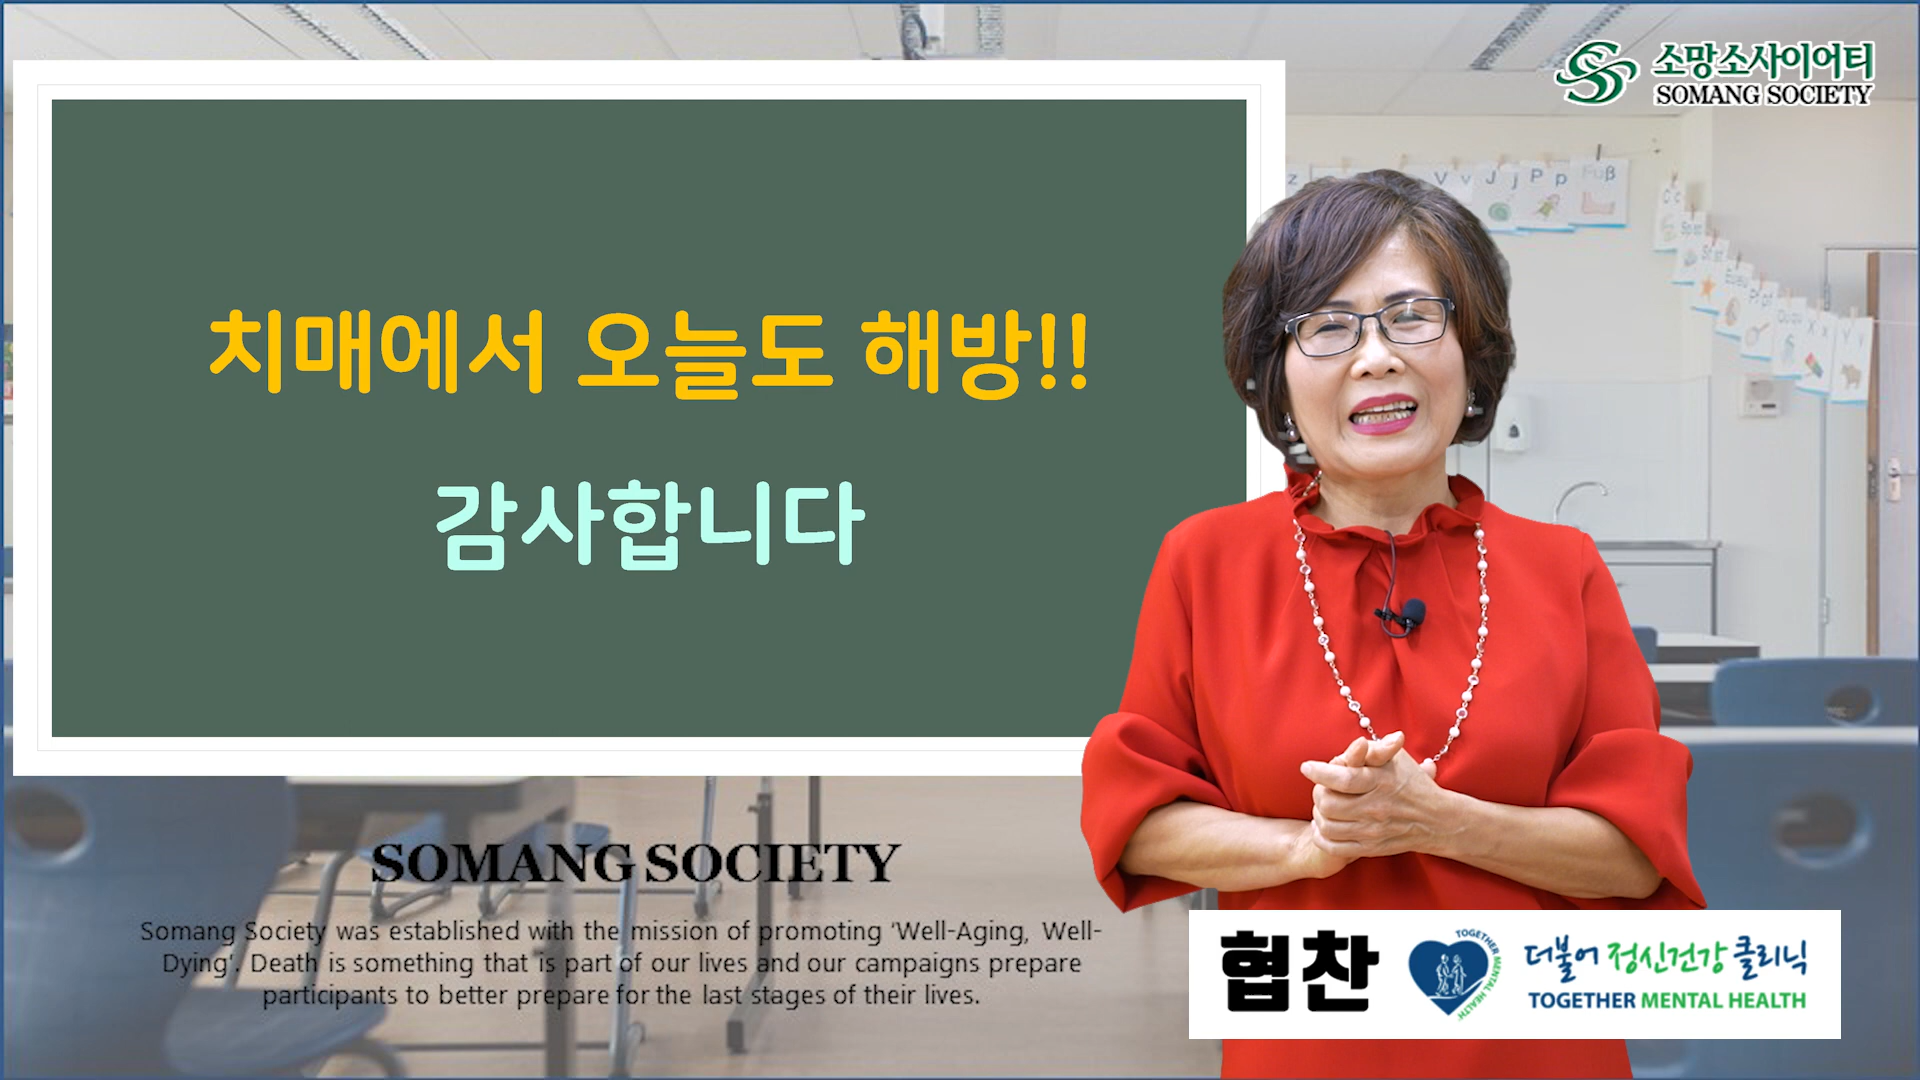 소망소사이어티
SOMANG SOCIETY
치매에서 오늘도 해방!!
감사합니다
z V v J j P p Fuß
SOMANG SOCIETY
Somang Society was established with the mission of promoting ‘Well-Aging, Well-
Dying’. Death is something that is part of our lives and our campaigns prepare
participants to better prepare for the last stages of their lives.
협찬
TOGETHER MENTAL HEALTH
더불어 정신건강 클리닉
TOGETHER MENTAL HEALTH